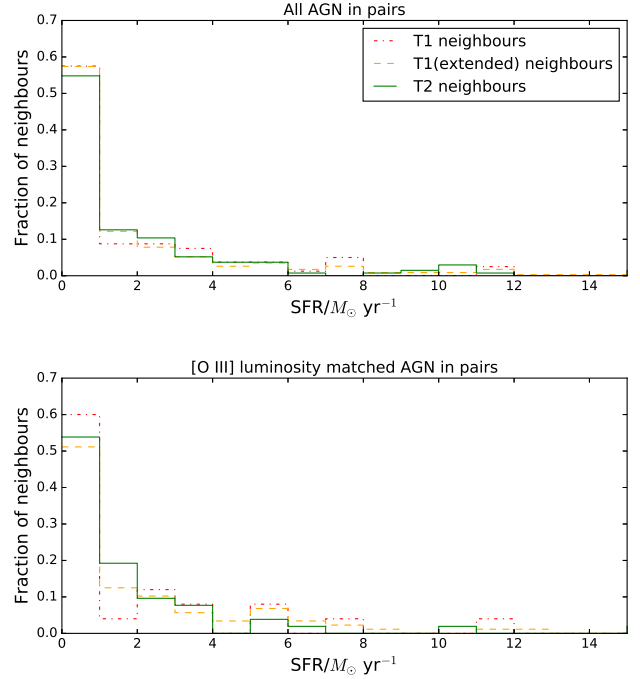 All AGN in pairs
0.7
0.6
0.5
0.4
0.3
0.2
0.1
0.0
Fraction of neighbours
T1 neighbours
T1(extended) neighbours
T2 neighbours
0 2 4 6 8 10 12 14
SFR/M⊙ yr⁻¹
[O III] luminosity matched AGN in pairs
0.7
0.6
0.5
0.4
0.3
0.2
0.1
0.0
Fraction of neighbours
0 2 4 6 8 10 12 14
SFR/M⊙ yr⁻¹